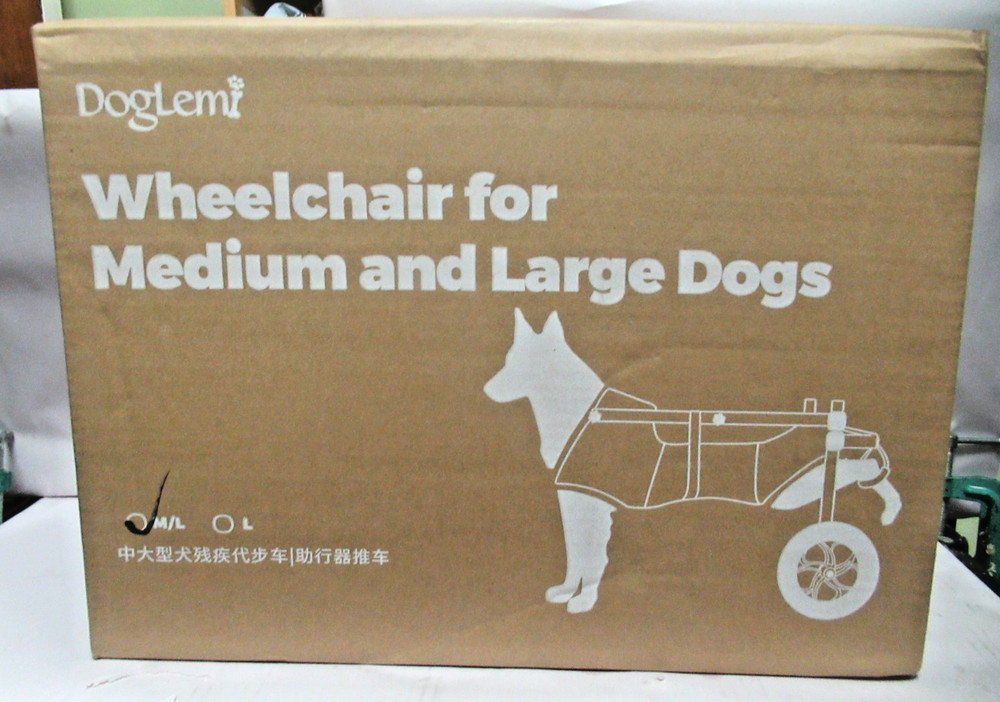 DogLemi
Wheelchair for
Medium and Large Dogs
M/L L
中大型犬残疾代步车|助行器推车